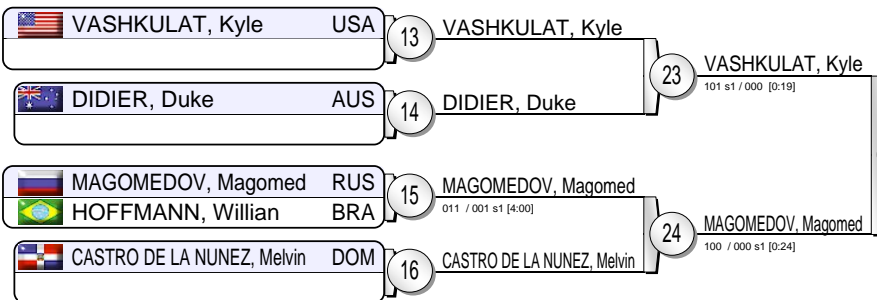 VASHKULAT, Kyle USA
13
VASHKULAT, Kyle
23
VASHKULAT, Kyle
101 s1 / 000 [0:19]
DIDIER, Duke AUS
14
DIDIER, Duke
MAGOMEDOV, Magomed RUS
HOFFMANN, Willian BRA
15
MAGOMEDOV, Magomed
011 / 001 s1 [4:00]
24
MAGOMEDOV, Magomed
100 / 000 s1 [0:24]
CASTRO DE LA NUNEZ, Melvin DOM
16
CASTRO DE LA NUNEZ, Melvin